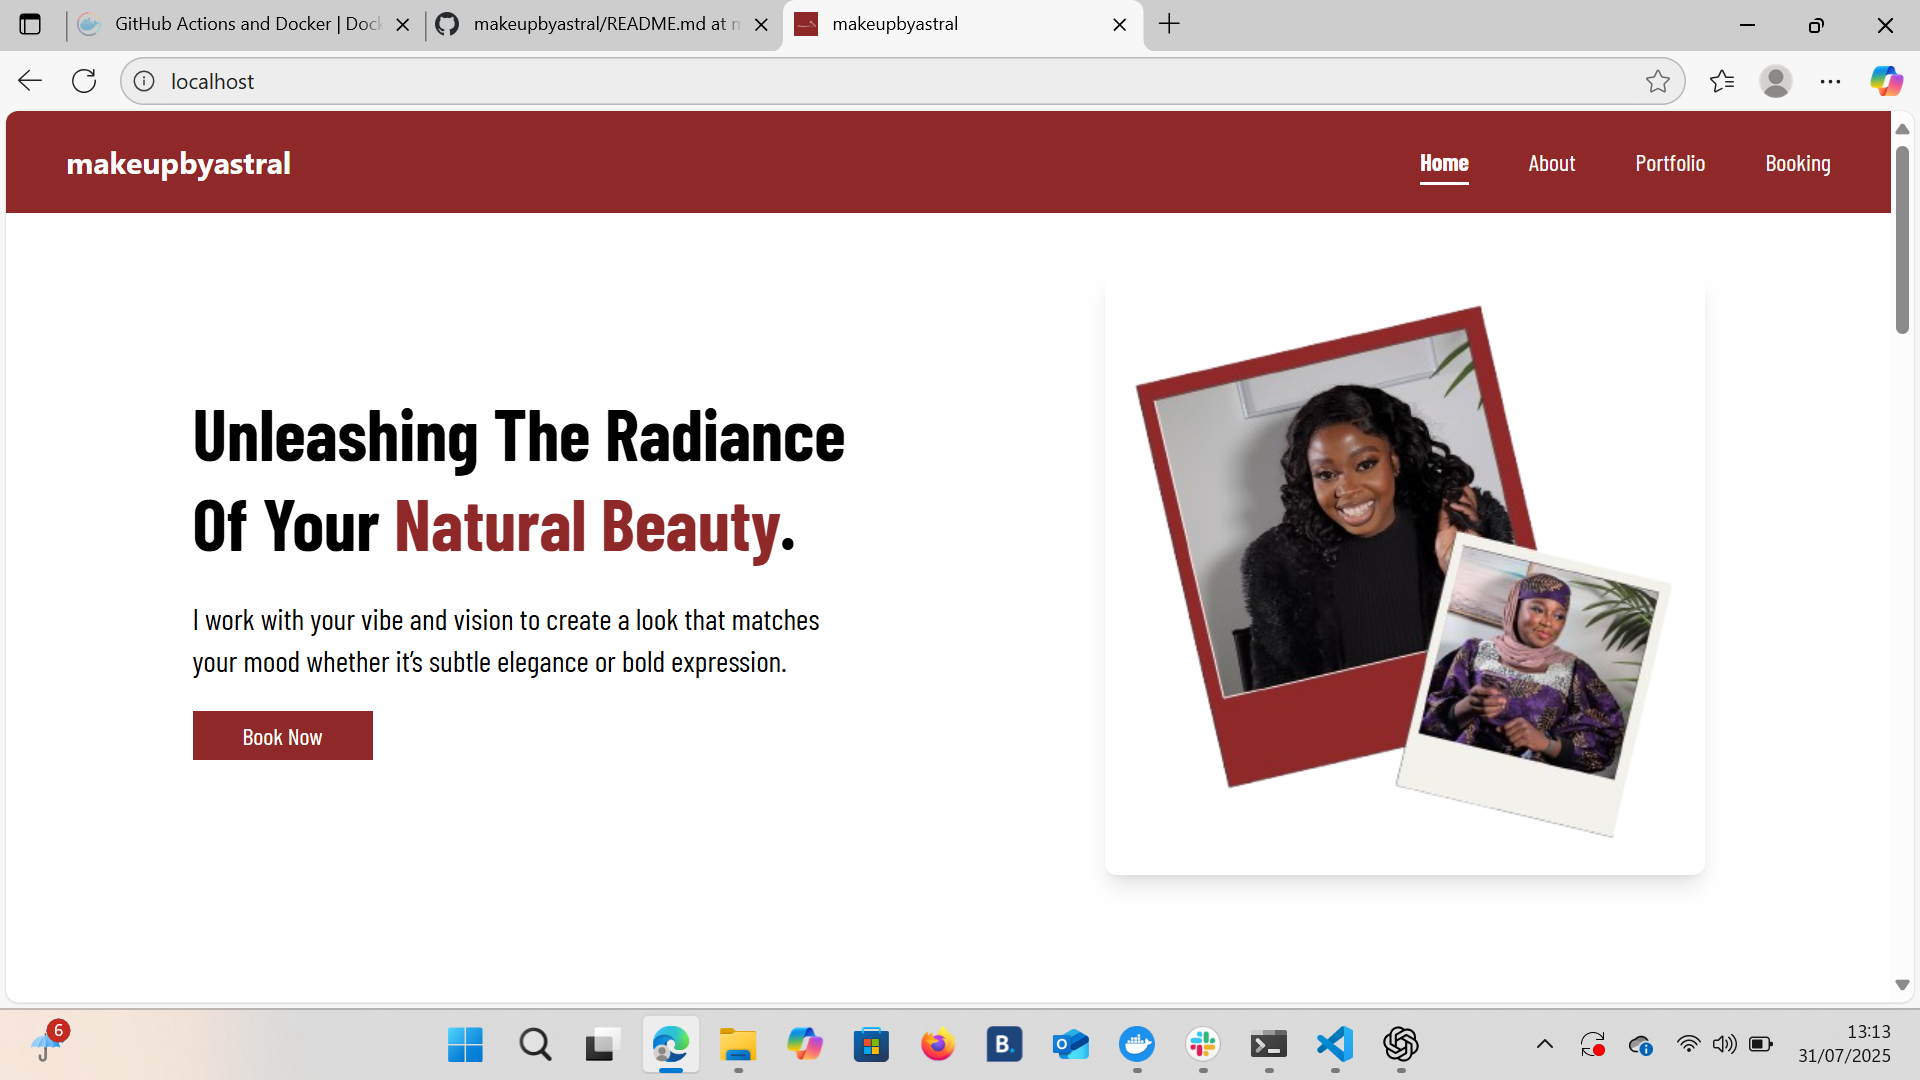 GitHub Actions and Docker | Dock
makeupbyastral/README.md at m
makeupbyastral
localhost
makeupbyastral
Home
About
Portfolio
Booking
Unleashing The Radiance
Of Your Natural Beauty.
I work with your vibe and vision to create a look that matches
your mood whether it’s subtle elegance or bold expression.
Book Now
6
B.
13:13
31/07/2025